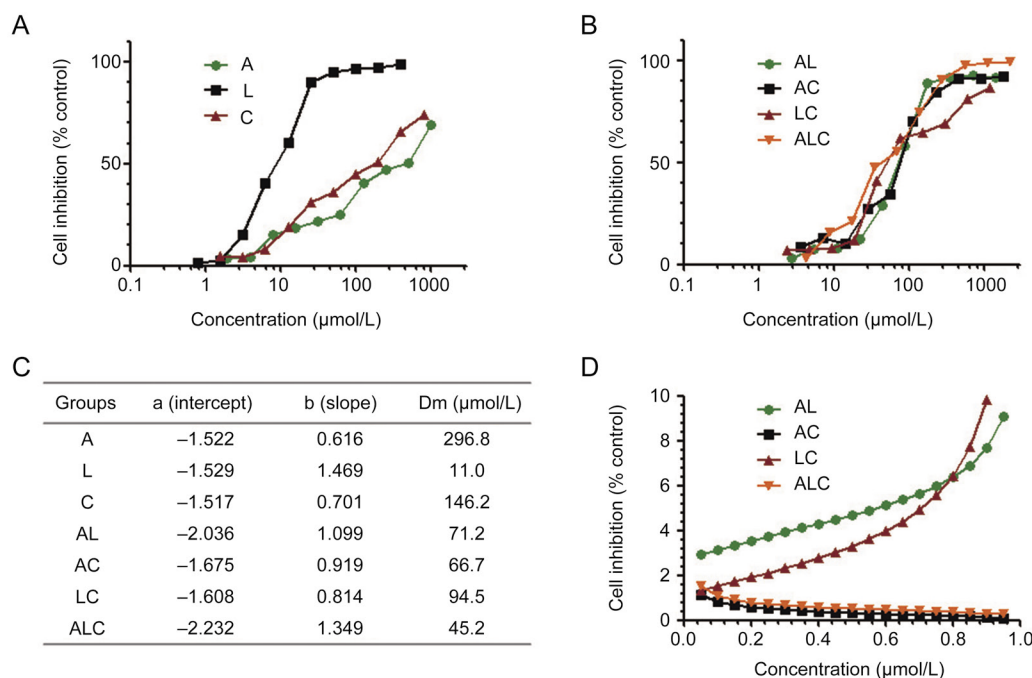 A
Cell inhibition (% control)
100
50
0
A
L
C
0.1 1 10 100 1000
Concentration (μmol/L)
B
Cell inhibition (% control)
100
50
0
AL
AC
LC
ALC
0.1 1 10 100 1000
Concentration (μmol/L)
C
Groups a (intercept) b (slope) Dm (μmol/L)
A –1.522 0.616 296.8
L –1.529 1.469 11.0
C –1.517 0.701 146.2
AL –2.036 1.099 71.2
AC –1.675 0.919 66.7
LC –1.608 0.814 94.5
ALC –2.232 1.349 45.2
D
Cell inhibition (% control)
10
8
6
4
2
0
AL
AC
LC
ALC
0.0 0.2 0.4 0.6 0.8 1.0
Concentration (μmol/L)